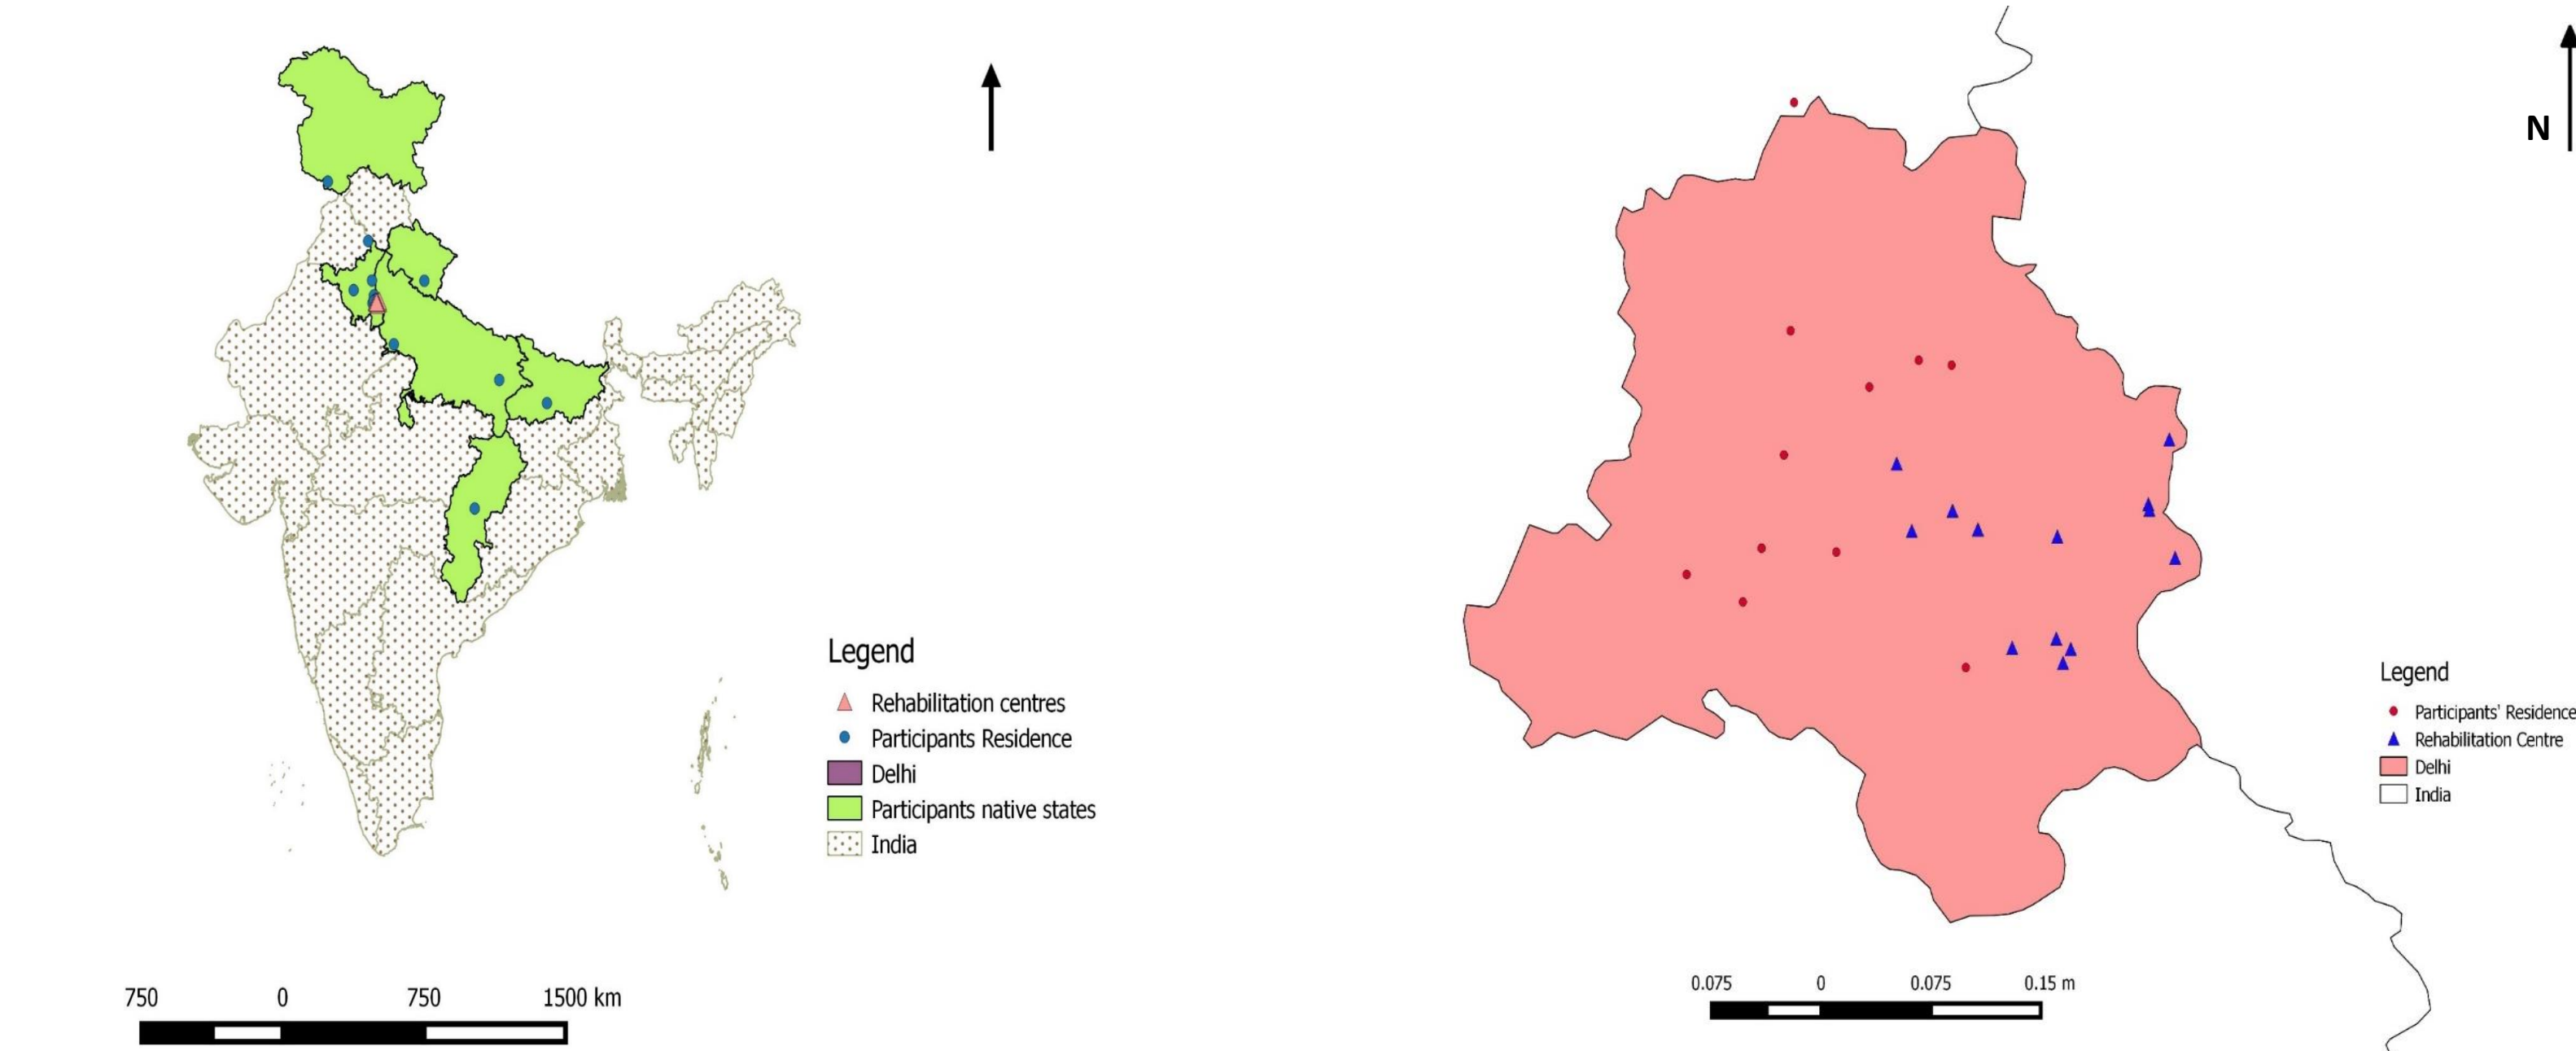 N
Legend
Rehabilitation centres
Participants Residence
Delhi
Participants native states
India
750 0 750 1500 km
Legend
Participants' Residence
Rehabilitation Centre
Delhi
India
0.075 0 0.075 0.15 m